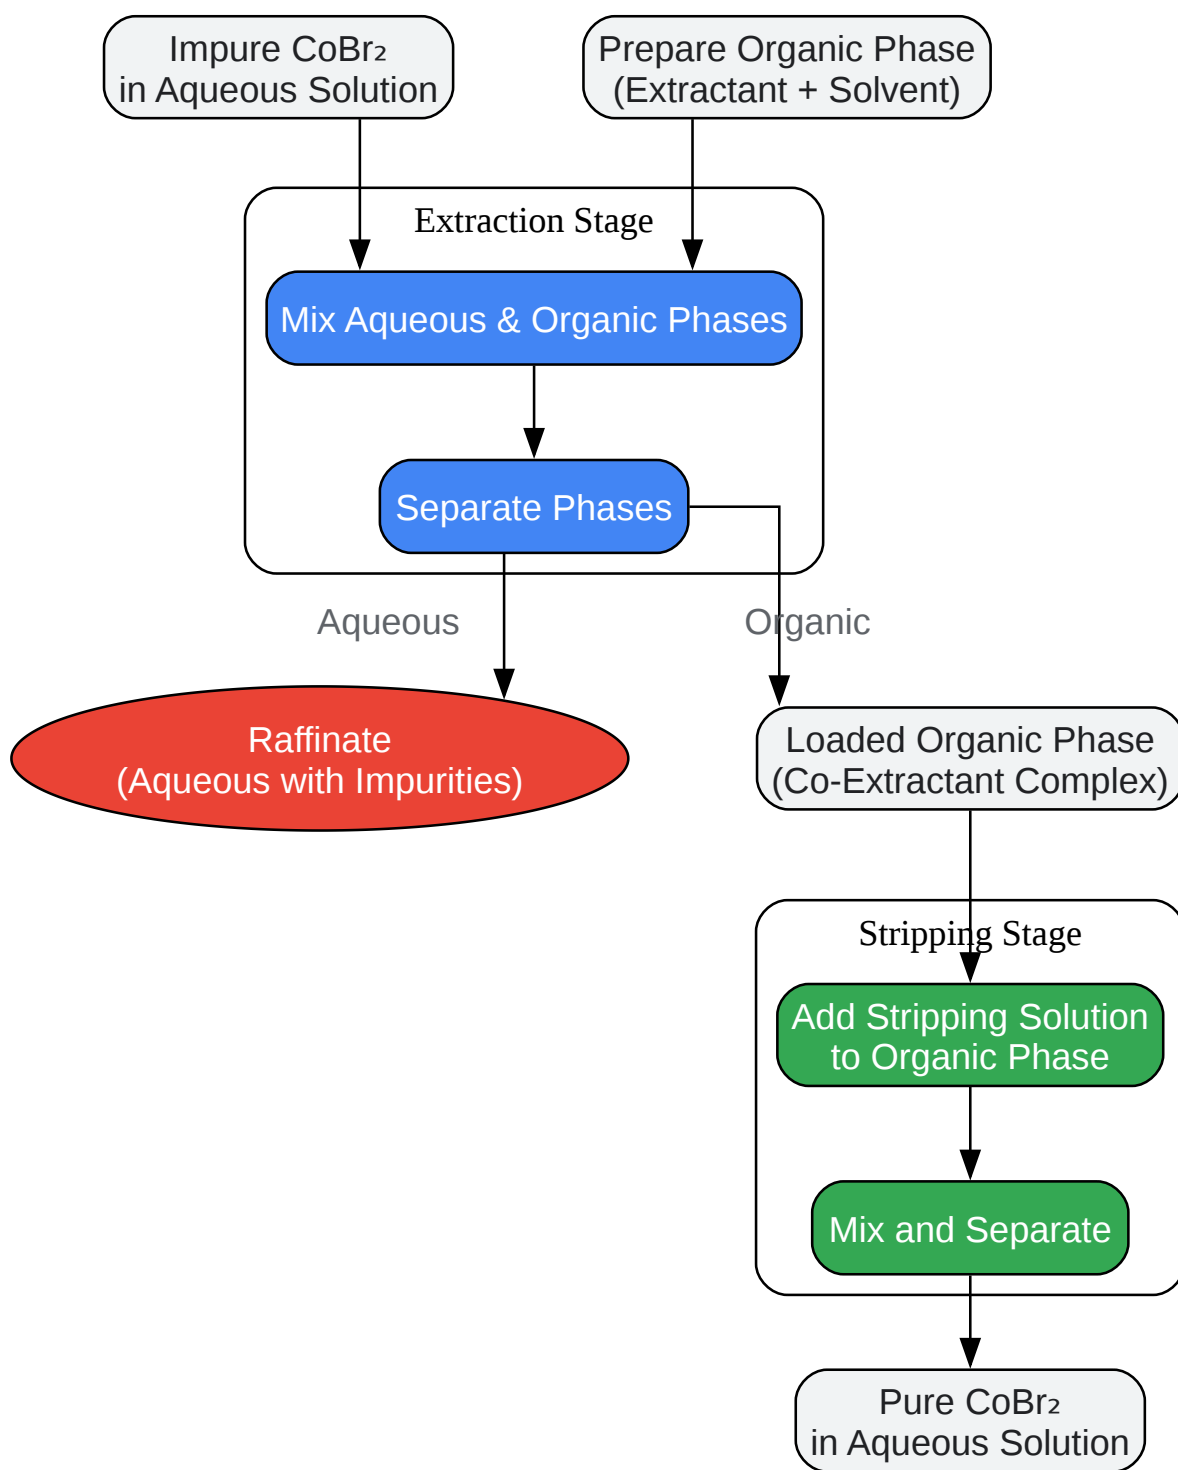 Impure CoBr₂
in Aqueous Solution
Prepare Organic Phase
(Extractant + Solvent)
Extraction Stage
Mix Aqueous & Organic Phases
Separate Phases
Aqueous
Organic
Raffinate
(Aqueous with Impurities)
Loaded Organic Phase
(Co-Extractant Complex)
Stripping Stage
Add Stripping Solution
to Organic Phase
Mix and Separate
Pure CoBr₂
in Aqueous Solution